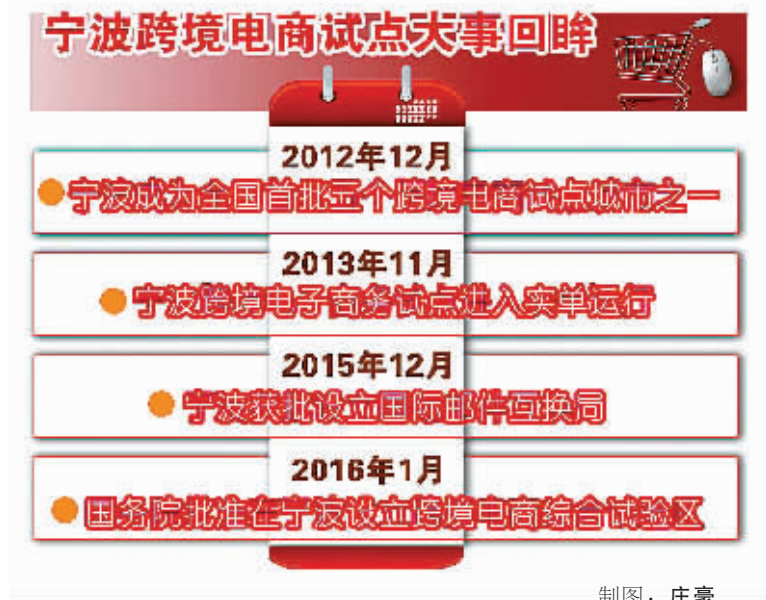 宁波跨境电商试点大事回眸
2012年12月
宁波成为全国首批五个跨境电商试点城市之一
2013年11月
宁波跨境电子商务试点进入实单运行
2015年12月
宁波获批设立国际邮件互换局
2016年1月
国务院批准在宁波设立跨境电商综合试验区
制图：庄豪